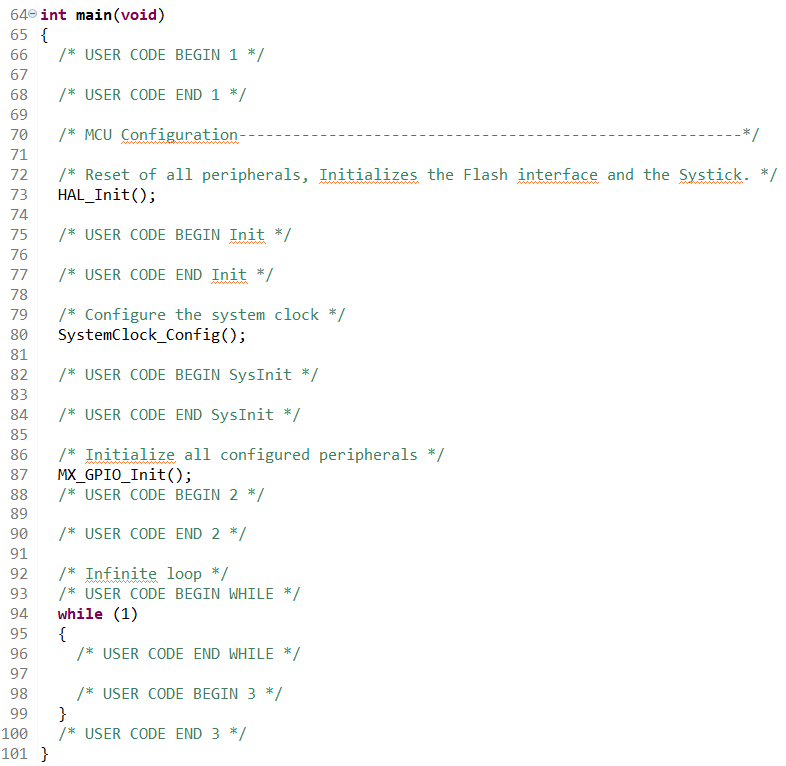 64 int main(void)
65 {
66 /* USER CODE BEGIN 1 */
67
68 /* USER CODE END 1 */
69
70 /* MCU Configuration--------------------------------------------------------*/
71
72 /* Reset of all peripherals, Initializes the Flash interface and the Systick. */
73 HAL_Init();
74
75 /* USER CODE BEGIN Init */
76
77 /* USER CODE END Init */
78
79 /* Configure the system clock */
80 SystemClock_Config();
81
82 /* USER CODE BEGIN SysInit */
83
84 /* USER CODE END SysInit */
85
86 /* Initialize all configured peripherals */
87 MX_GPIO_Init();
88 /* USER CODE BEGIN 2 */
89
90 /* USER CODE END 2 */
91
92 /* Infinite loop */
93 /* USER CODE BEGIN WHILE */
94 while (1)
95 {
96 /* USER CODE END WHILE */
97
98 /* USER CODE BEGIN 3 */
99 }
100 /* USER CODE END 3 */
101 }